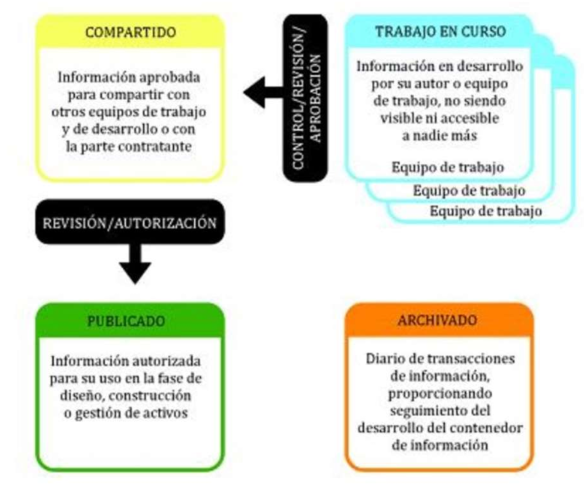 COMPARTIDO
Información aprobada
para compartir con
otros equipos de trabajo
y de desarrollo o con
la parte contratante
CONTROL/REVISIÓN/
APROBACIÓN
TRABAJO EN CURSO
Información en desarrollo
por su autor o equipo
de trabajo, no siendo
visible ni accesible
a nadie más
Equipo de trabajo
Equipo de trabajo
Equipo de trabajo
REVISIÓN/AUTORIZACIÓN
PUBLICADO
Información autorizada
para su uso en la fase de
diseño, construcción
o gestión de activos
ARCHIVADO
Diario de transacciones
de información,
proporcionando
seguimiento del
desarrollo del contenedor
de información